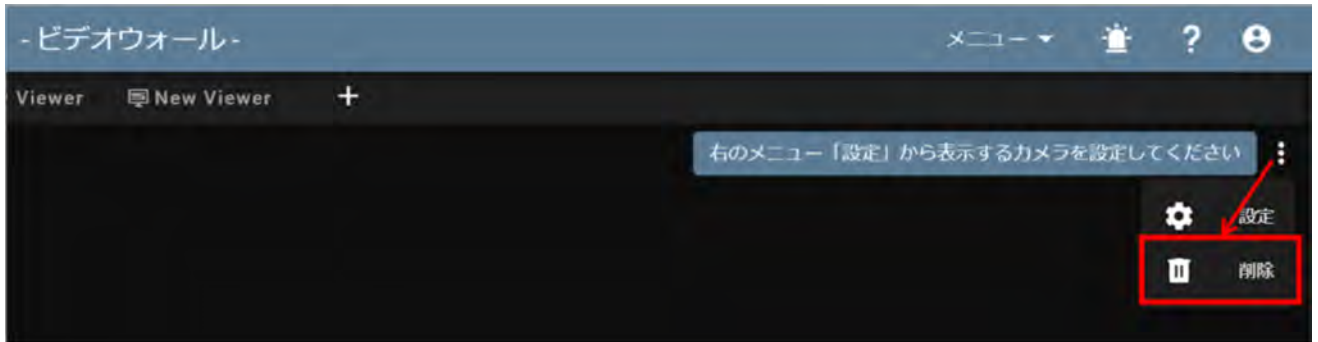 - ビデオウォール -
メニュー
Viewer New Viewer +
右のメニュー「設定」から表示するカメラを設定してください
設定
削除